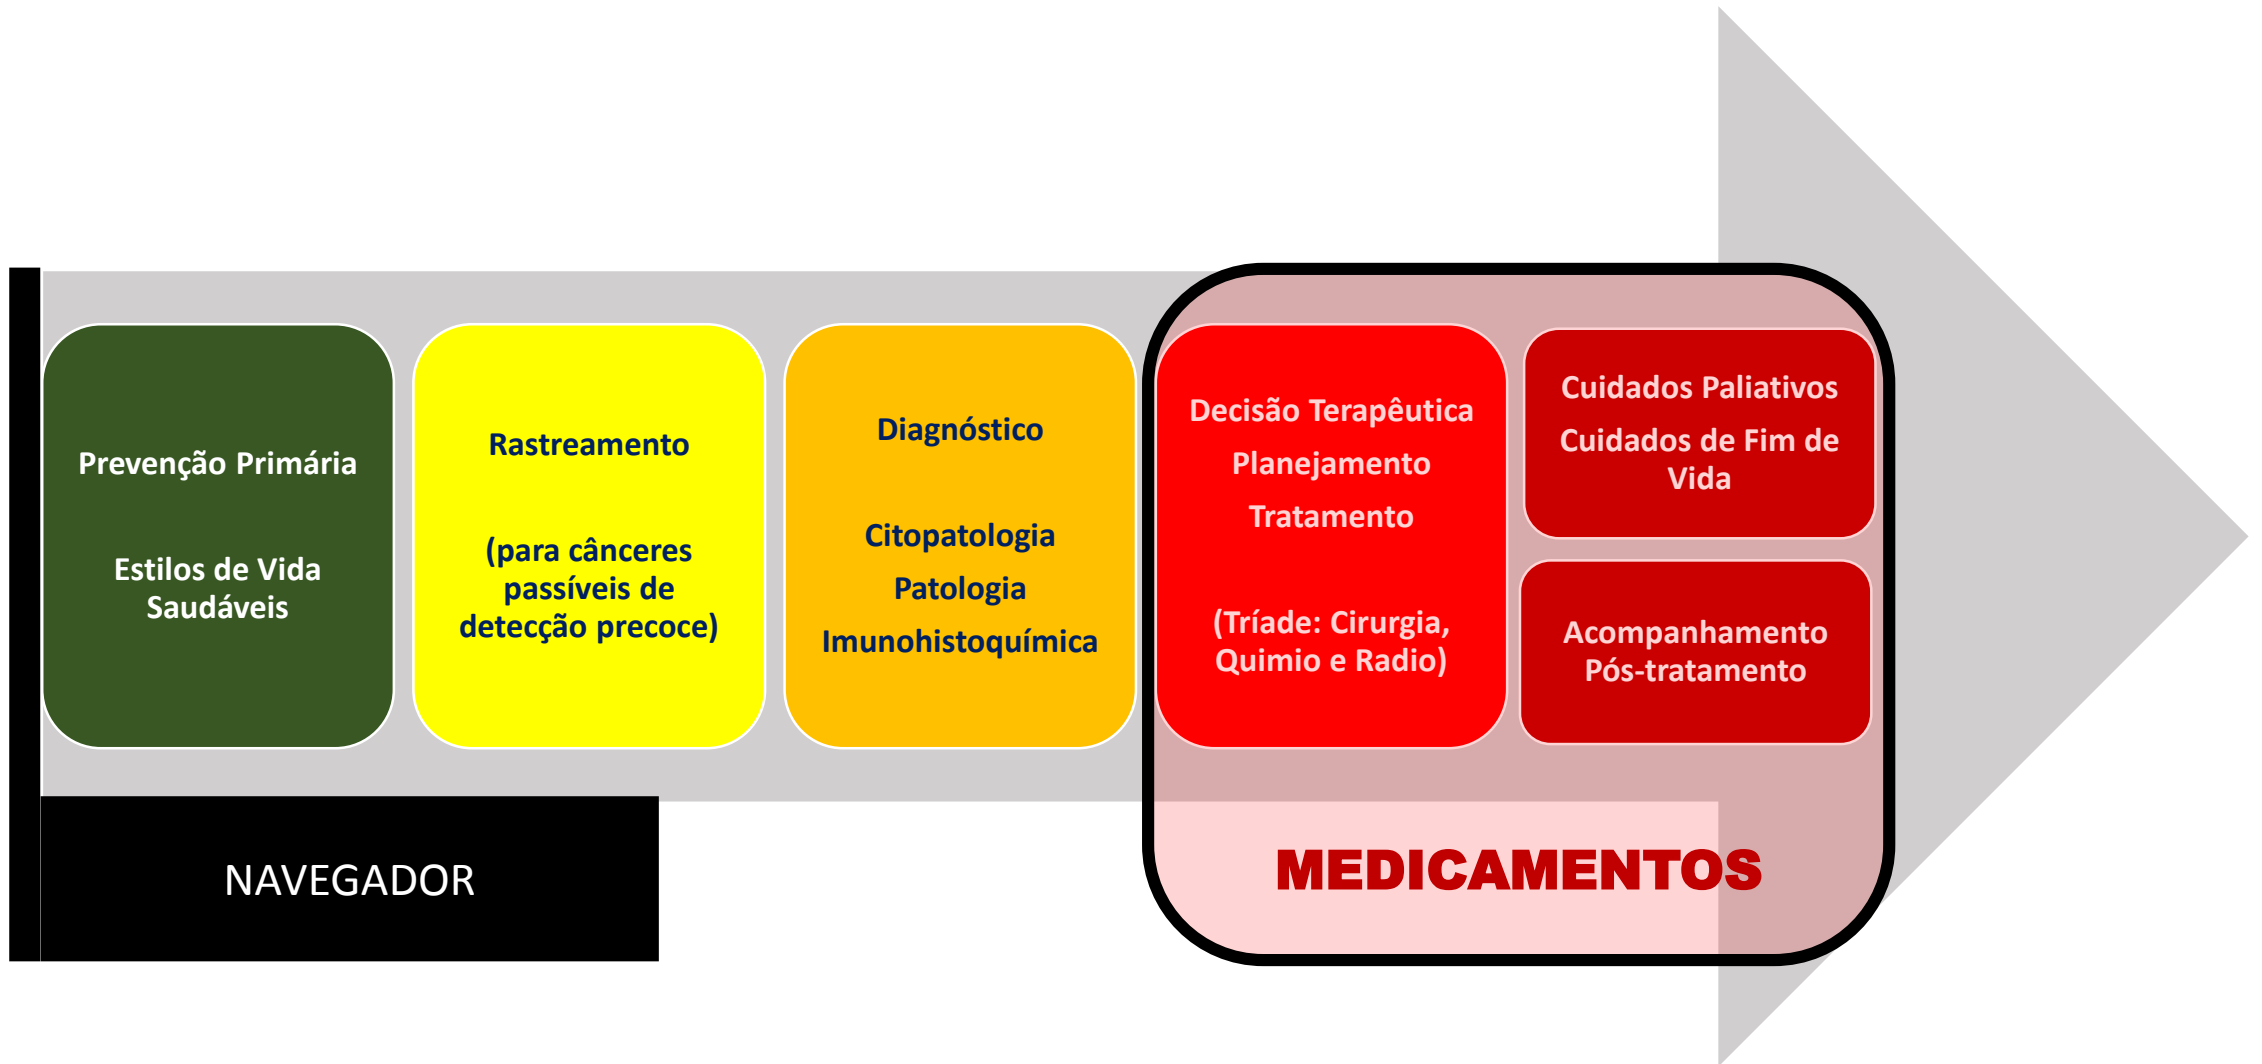 Prevenção Primária
Estilos de Vida
Saudáveis
Rastreamento
(para cânceres
passíveis de
detecção precoce)
Diagnóstico
Citopatologia
Patologia
Imunohistoquímica
Decisão Terapêutica
Planejamento
Tratamento
(Tríade: Cirurgia,
Quimio e Radio)
Cuidados Paliativos
Cuidados de Fim de
Vida
Acompanhamento
Pós-tratamento
NAVEGADOR
MEDICAMENTOS